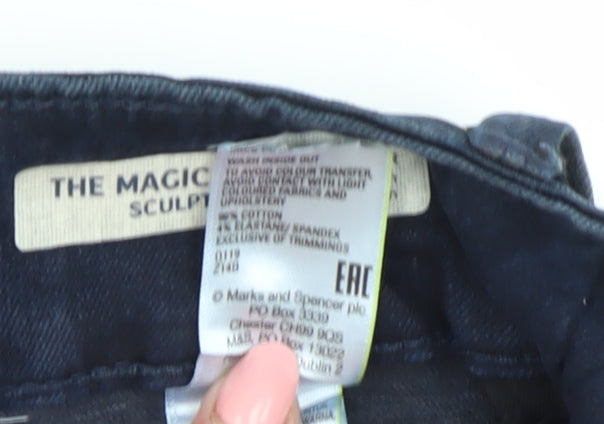 THE MAGIC
SCULPT
WASH INSIDE OUT
TO AVOID COLOUR TRANSFER,
AVOID CONTACT WITH LIGHT
COLOURED FABRICS AND
UPHOLSTERY
COTTON
ELASTANE/ SPANDEX
EXCLUSIVE OF TRIMMINGS
0119
2140
EAC
© Marks and Spencer plc.
PO Box 3339
Chester CH99 9QS
M&S, PO Box 13022
Dublin 2